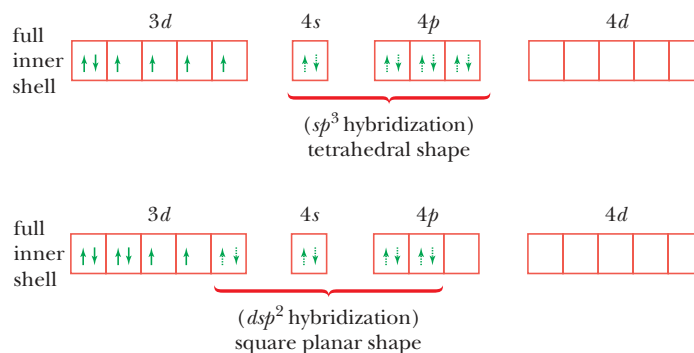 3d 4s 4p 4d
full
inner
shell
(sp³ hybridization)
tetrahedral shape
3d 4s 4p 4d
full
inner
shell
(dsp² hybridization)
square planar shape